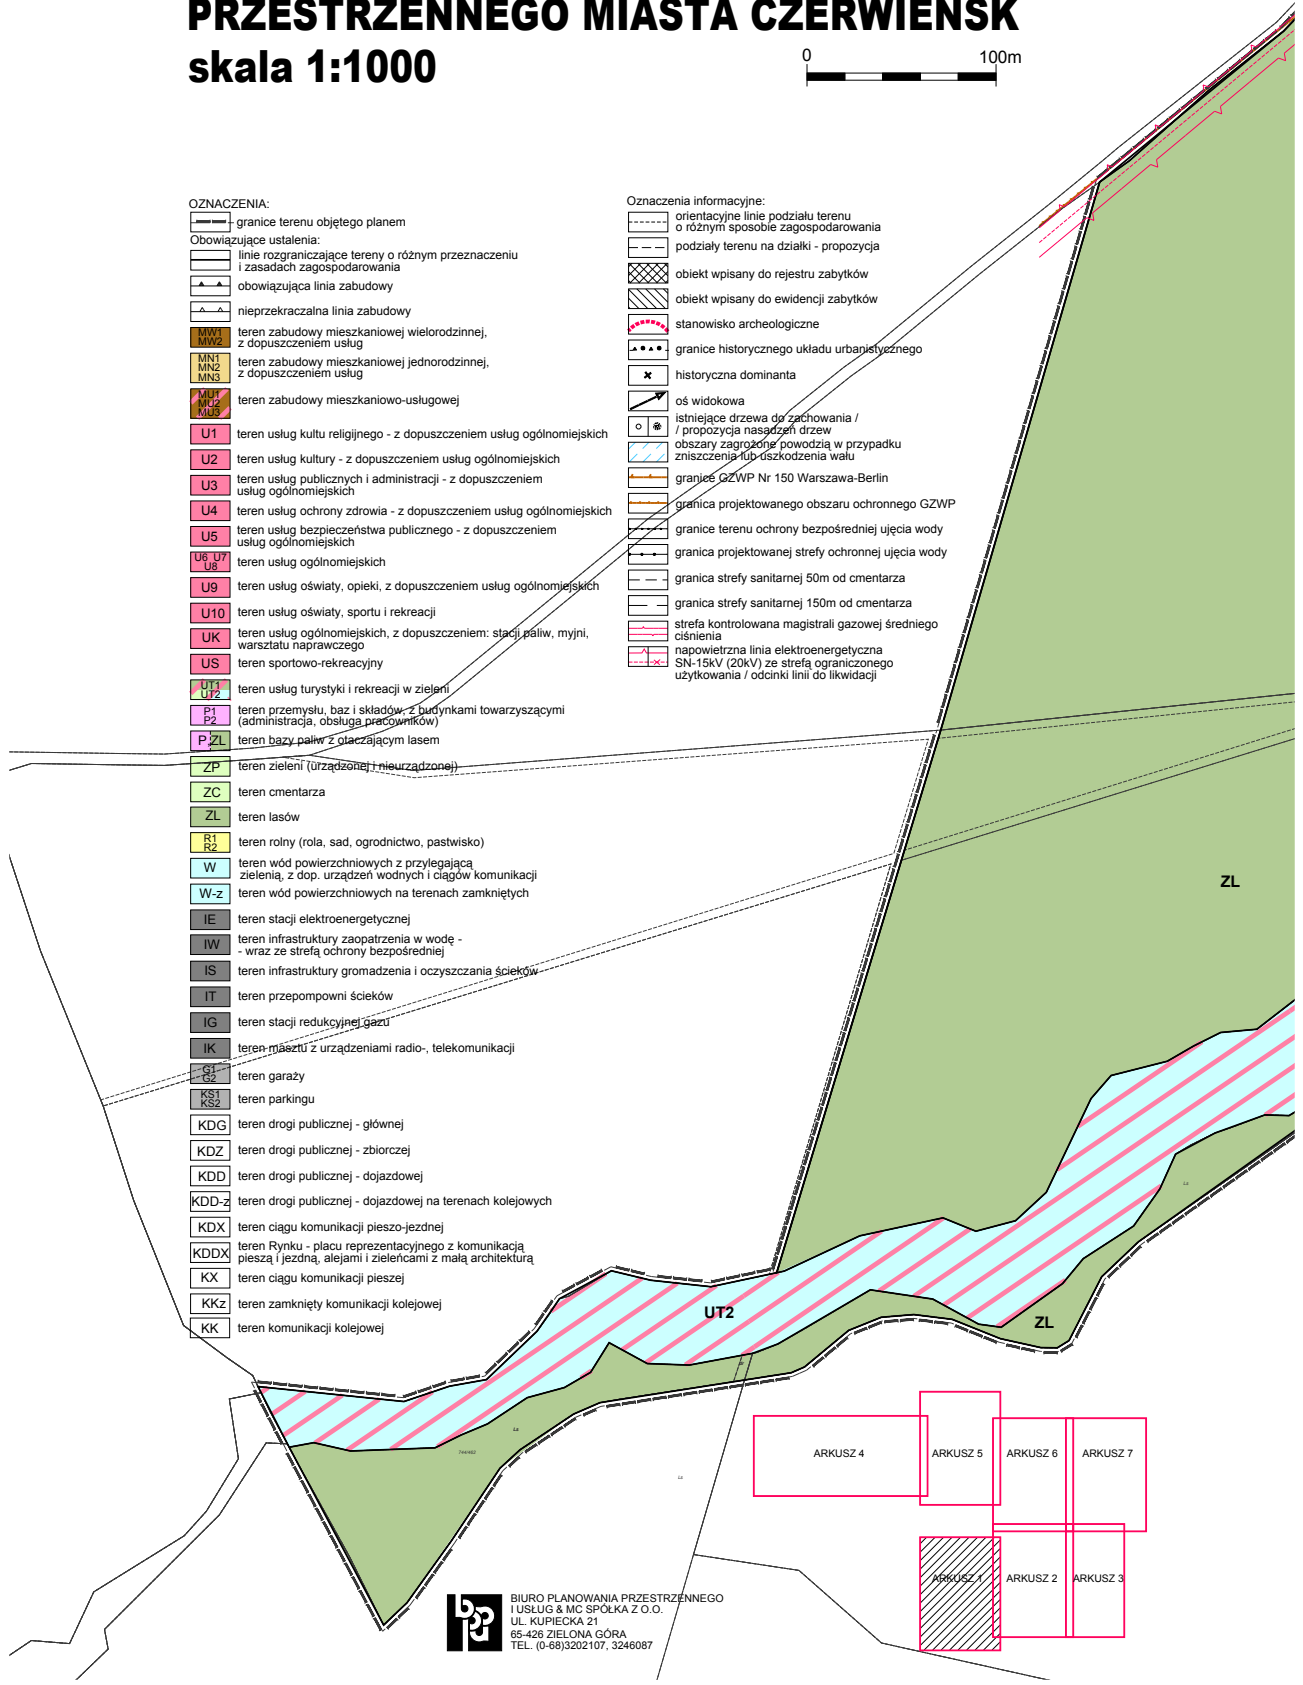 PRZESTRZENNEGO MIASTA CZERWIEŃSK
skala 1:1000
0
100m
OZNACZENIA:
granice terenu objętego planem
Obowiązujące ustalenia:
linie rozgraniczające tereny o różnym przeznaczeniu
i zasadach zagospodarowania
obowiązująca linia zabudowy
nieprzekraczalna linia zabudowy
MW1
MW2
teren zabudowy mieszkaniowej wielorodzinnej,
z dopuszczeniem usług
MN1
MN2
MN3
teren zabudowy mieszkaniowej jednorodzinnej,
z dopuszczeniem usług
MU1
MU2
MU3
teren zabudowy mieszkaniowo-usługowej
U1
teren usług kultu religijnego - z dopuszczeniem usług ogólnomiejskich
U2
teren usług kultury - z dopuszczeniem usług ogólnomiejskich
U3
teren usług publicznych i administracji - z dopuszczeniem
usług ogólnomiejskich
U4
teren usług ochrony zdrowia - z dopuszczeniem usług ogólnomiejskich
U5
teren usług bezpieczeństwa publicznego - z dopuszczeniem
usług ogólnomiejskich
U6 U7
U8
teren usług ogólnomiejskich
U9
teren usług oświaty, opieki, z dopuszczeniem usług ogólnomiejskich
U10
teren usług oświaty, sportu i rekreacji
UK
teren usług ogólnomiejskich, z dopuszczeniem: stacji paliw, myjni,
warsztatu naprawczego
US
teren sportowo-rekreacyjny
UT1
UT2
teren usług turystyki i rekreacji w zieleni
P1
P2
teren przemysłu, baz i składów, z budynkami towarzyszącymi
(administracja, obsługa pracowników)
P,ZL
teren bazy paliw z otaczającym lasem
ZP
teren zieleni (urządzonej i nieurządzonej)
ZC
teren cmentarza
ZL
teren lasów
R1
R2
teren rolny (rola, sad, ogrodnictwo, pastwisko)
W
teren wód powierzchniowych z przylegającą
zielenią, z dop. urządzeń wodnych i ciągów komunikacji
W-z
teren wód powierzchniowych na terenach zamkniętych
IE
teren stacji elektroenergetycznej
IW
teren infrastruktury zaopatrzenia w wodę -
- wraz ze strefą ochrony bezpośredniej
IS
teren infrastruktury gromadzenia i oczyszczania ścieków
IT
teren przepompowni ścieków
IG
teren stacji redukcyjnej gazu
IK
teren masztu z urządzeniami radio-, telekomunikacji
G1
G2
teren garaży
KS1
KS2
teren parkingu
KDG
teren drogi publicznej - głównej
KDZ
teren drogi publicznej - zbiorczej
KDD
teren drogi publicznej - dojazdowej
KDD-z
teren drogi publicznej - dojazdowej na terenach kolejowych
KDX
teren ciągu komunikacji pieszo-jezdnej
KDDX
teren Rynku - placu reprezentacyjnego z komunikacją
pieszą i jezdną, alejami i zieleńcami z małą architekturą
KX
teren ciągu komunikacji pieszej
KKz
teren zamknięty komunikacji kolejowej
KK
teren komunikacji kolejowej
Oznaczenia informacyjne:
orientacyjne linie podziału terenu
o różnym sposobie zagospodarowania
podziały terenu na działki - propozycja
obiekt wpisany do rejestru zabytków
obiekt wpisany do ewidencji zabytków
stanowisko archeologiczne
granice historycznego układu urbanistycznego
historyczna dominanta
oś widokowa
istniejące drzewa do zachowania /
/ propozycja nasadzeń drzew
obszary zagrożone powodzią w przypadku
zniszczenia lub uszkodzenia wału
granice GZWP Nr 150 Warszawa-Berlin
granica projektowanego obszaru ochronnego GZWP
granice terenu ochrony bezpośredniej ujęcia wody
granica projektowanej strefy ochronnej ujęcia wody
granica strefy sanitarnej 50m od cmentarza
granica strefy sanitarnej 150m od cmentarza
strefa kontrolowana magistrali gazowej średniego
ciśnienia
napowietrzna linia elektroenergetyczna
SN-15kV (20kV) ze strefą ograniczonego
użytkowania / odcinki linii do likwidacji
ZL
UT2
ZL
Ls
Ls
Ls
ARKUSZ 4
ARKUSZ 5
ARKUSZ 6
ARKUSZ 7
ARKUSZ 1
ARKUSZ 2
ARKUSZ 3
bpu
BIURO PLANOWANIA PRZESTRZENNEGO
I USŁUG & MC SPÓŁKA Z O.O.
UL. KUPIECKA 21
65-426 ZIELONA GÓRA
TEL. (0-68)3202107, 3246087